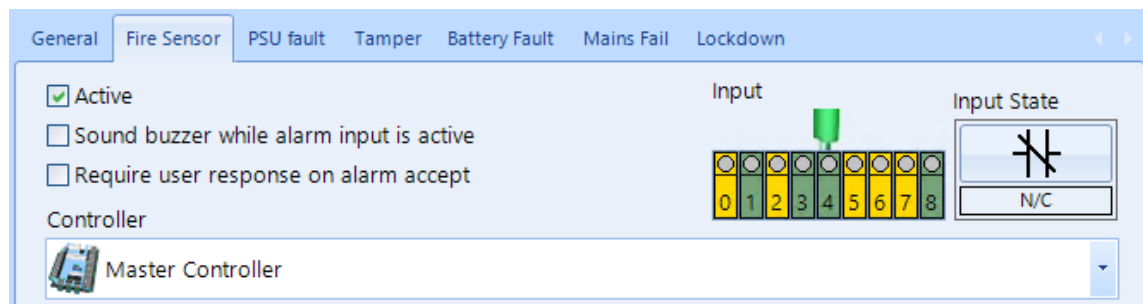 General Fire Sensor PSU fault Tamper Battery Fault Mains Fail Lockdown
Active
Sound buzzer while alarm input is active
Require user response on alarm accept
Controller
Master Controller
Input
0 1 2 3 4 5 6 7 8
Input State
N/C